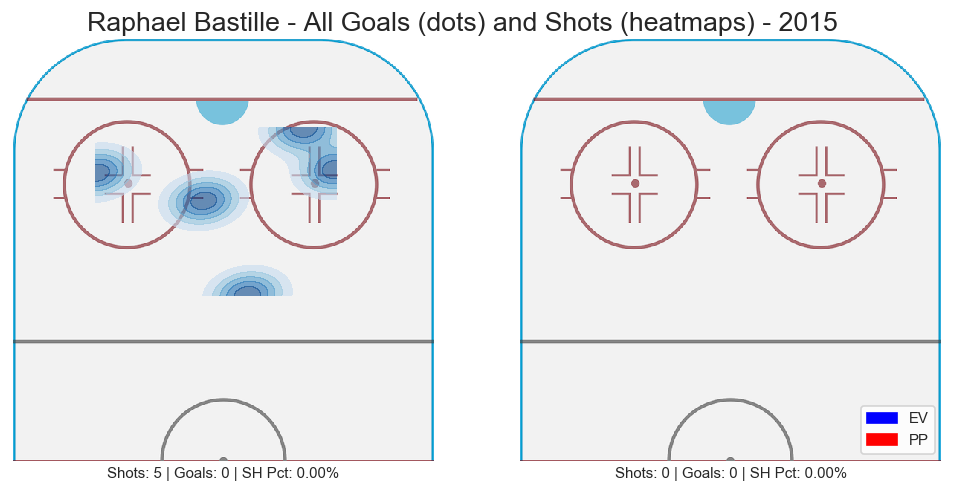 Raphael Bastille - All Goals (dots) and Shots (heatmaps) - 2015
EV
PP
Shots: 5 | Goals: 0 | SH Pct: 0.00%
Shots: 0 | Goals: 0 | SH Pct: 0.00%